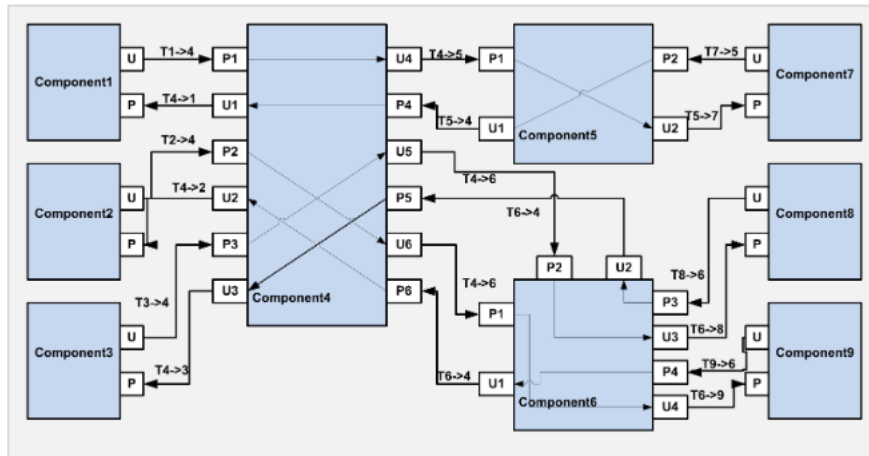 U T1->4 P1 U4 T4->5 P1 P2 T7->5 U
Component1 Component7
P T4->1 U1 P4 T5->4 U1 Component5 U2 T5->7 P
T2->4 P2 U5 T4->6
Component2 U T4->2 U2 P5 U Component8
P P3 T6->4 U6 P2 U2 T8->6 P
T3->4 U3 Component4 P6 T4->6 P1 P3
Component3 U U3 T6->8 U
P T4->3 T6->4 U1 P4 T9->6 Component9
Component6 U4 T6->9 P